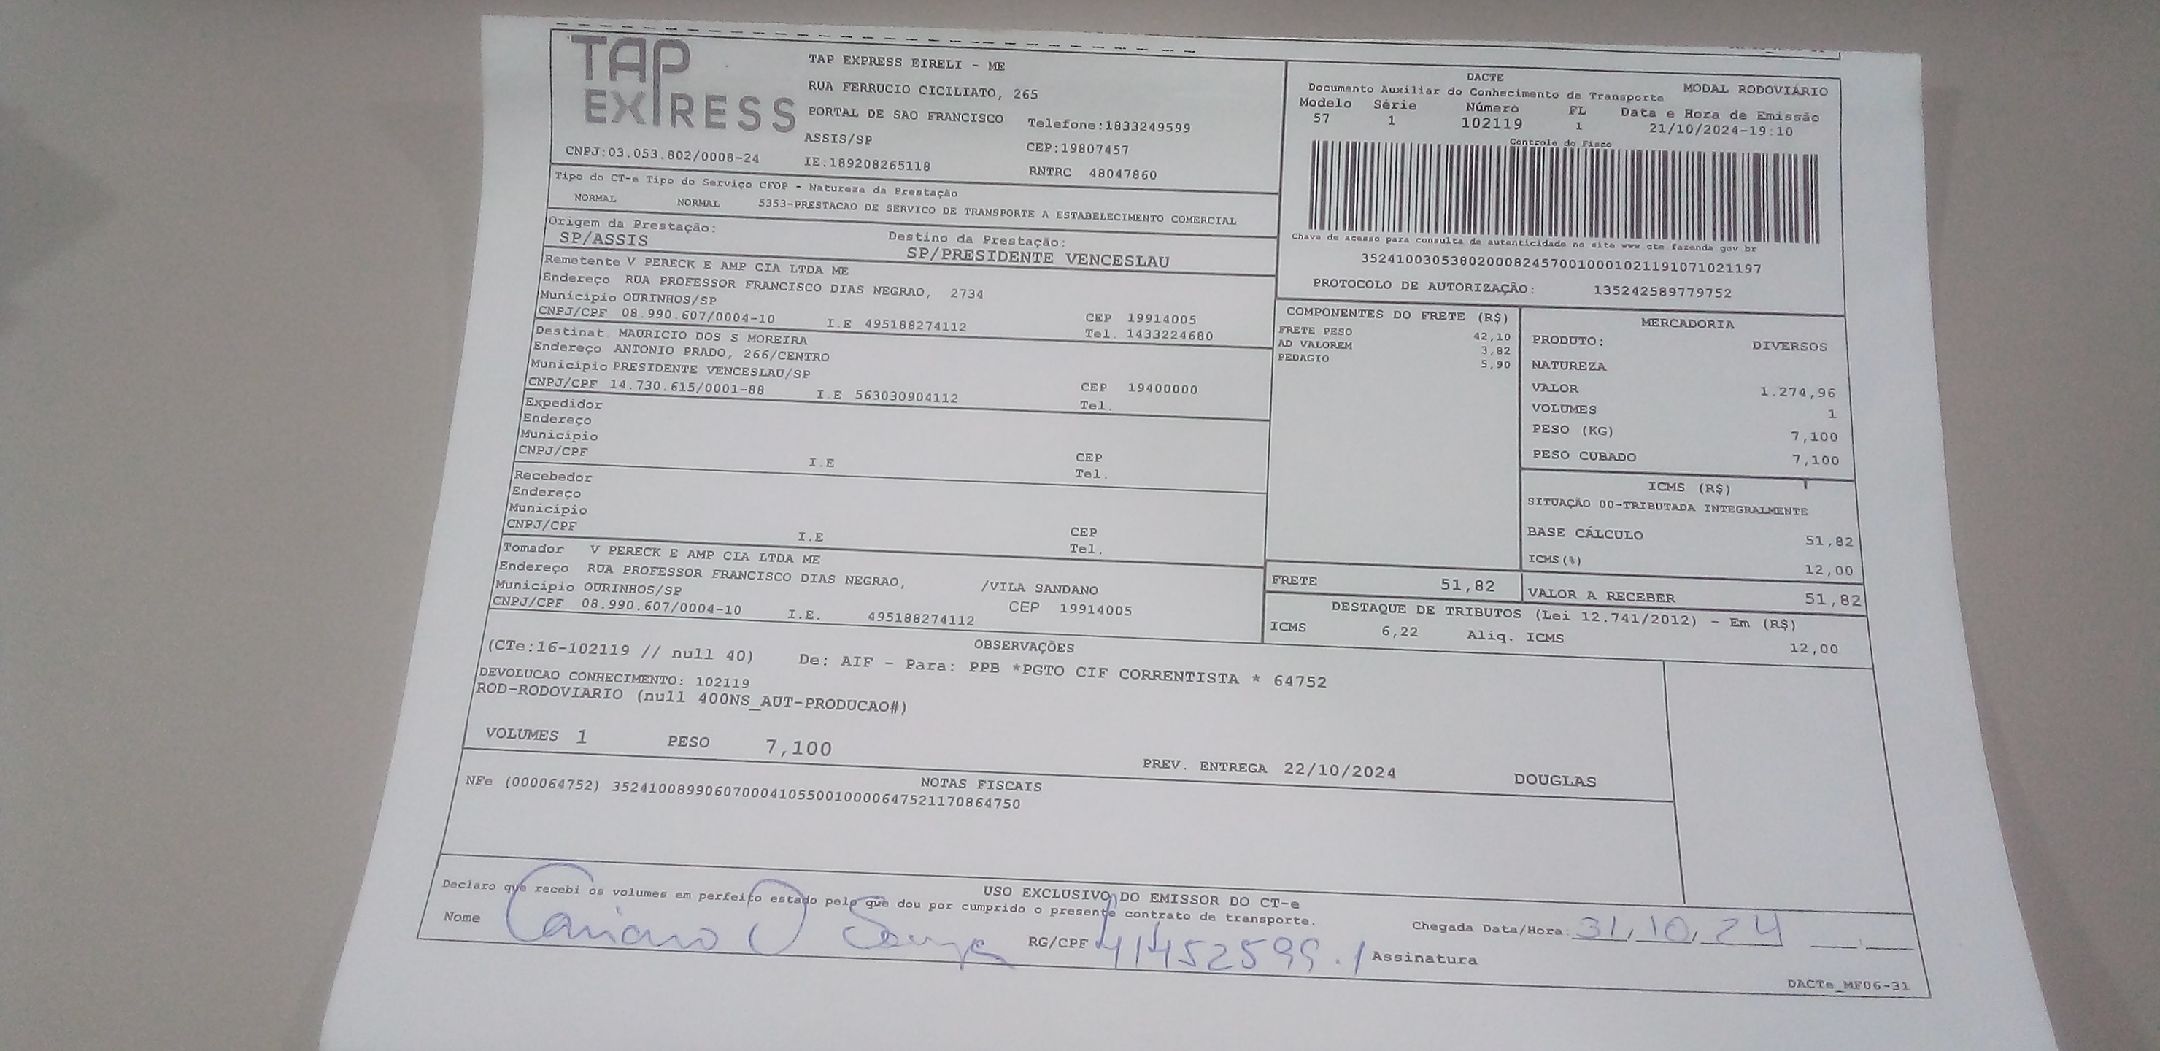 TAP EXPRESS
TAP EXPRESS EIRELI - ME
RUA FERRUCIO CICILIATO, 265
PORTAL DE SAO FRANCISCO Telefone:1833249599
ASSIS/SP CEP:19807457
CNPJ:03.053.802/0008-24 IE.189208265118 RNTRC 48047860
DACTE MODAL RODOVIÁRIO
Documento Auxiliar do Conhecimento de Transporte
Modelo Série Número FL Data e Hora de Emissão
57 1 102119 1 21/10/2024-19:10
Controle do Fisco
Chave de acesso para consulta de autenticidade no site www cte fazenda gov br
35241003053802000824570010001021191071021197
PROTOCOLO DE AUTORIZAÇÃO: 135242589779752
Tipo do CT-e Tipo do Serviço CFOP - Natureza da Prestação
NORMAL NORMAL 5353-PRESTACAO DE SERVICO DE TRANSPORTE A ESTABELECIMENTO COMERCIAL
Origem da Prestação: Destino da Prestação:
SP/ASSIS SP/PRESIDENTE VENCESLAU
Remetente V PERECK E AMP CIA LTDA ME
Endereço RUA PROFESSOR FRANCISCO DIAS NEGRAO, 2734
Município OURINHOS/SP CEP 19914005
CNPJ/CPF 08.990.607/0004-10 I.E 495188274112 Tel. 1433224680
Destinat. MAURICIO DOS S MOREIRA
Endereço ANTONIO PRADO, 266/CENTRO
Município PRESIDENTE VENCESLAU/SP CEP 19400000
CNPJ/CPF 14.730.615/0001-88 I.E 563030904112 Tel.
Expedidor
Endereço
Município CEP
CNPJ/CPF I.E Tel.
Recebedor
Endereço
Município CEP
CNPJ/CPF I.E Tel.
Tomador V PERECK E AMP CIA LTDA ME
Endereço RUA PROFESSOR FRANCISCO DIAS NEGRAO, /VILA SANDANO
Município OURINHOS/SP CEP 19914005
CNPJ/CPF 08.990.607/0004-10 I.E. 495188274112
COMPONENTES DO FRETE (R$)
FRETE PESO 42,10
AD VALOREM 3,82
PEDAGIO 5,90
MERCADORIA
PRODUTO: DIVERSOS
NATUREZA
VALOR 1.274,96
VOLUMES 1
PESO (KG) 7,100
PESO CUBADO 7,100
ICMS (R$)
SITUAÇÃO 00-TRIBUTADA INTEGRALMENTE
BASE CÁLCULO 51,82
ICMS(%) 12,00
FRETE 51,82 VALOR A RECEBER 51,82
DESTAQUE DE TRIBUTOS (Lei 12.741/2012) - Em (R$)
ICMS 6,22 Aliq. ICMS 12,00
OBSERVAÇÕES
(CTe:16-102119 // null 40) De: AIF - Para: PPB *PGTO CIF CORRENTISTA * 64752
DEVOLUCAO CONHECIMENTO: 102119
ROD-RODOVIARIO (null 400NS_AUT-PRODUCAO#)
VOLUMES 1 PESO 7,100 PREV. ENTREGA 22/10/2024 DOUGLAS
NOTAS FISCAIS
NFe (000064752) 35241008990607000410550010000647521170864750
USO EXCLUSIVO DO EMISSOR DO CT-e
Declaro que recebi os volumes em perfeito estado pelo que dou por cumprido o presente contrato de transporte.
Nome RG/CPF 41452599.1 Assinatura Chegada Data/Hora: 31,10,24
DACTe_MF06-31